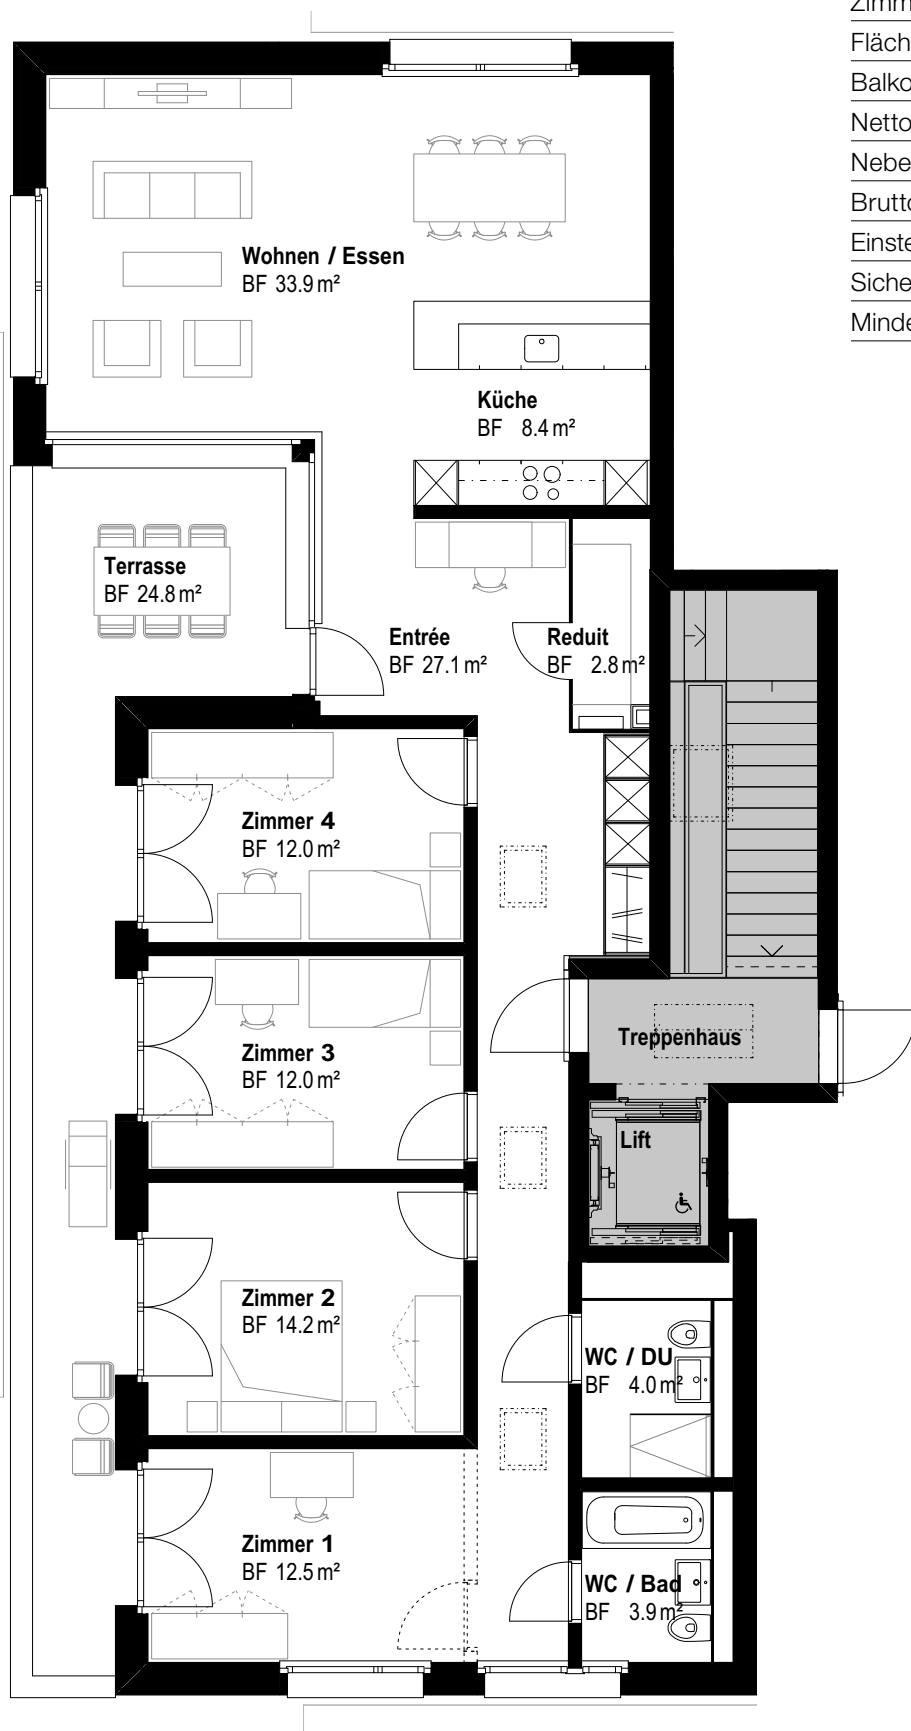 Wohnen / Essen
BF 33.9 m²
Küche
BF 8.4 m²
Terrasse
BF 24.8 m²
Entrée
BF 27.1 m²
Reduit
BF 2.8 m²
Zimmer 4
BF 12.0 m²
Zimmer 3
BF 12.0 m²
Treppenhaus
Lift
Zimmer 2
BF 14.2 m²
WC / DU
BF 4.0 m²
Zimmer 1
BF 12.5 m²
WC / Bad
BF 3.9 m²
Zimm
Fläch
Balko
Netto
Nebe
Brutto
Einste
Siche
Minde